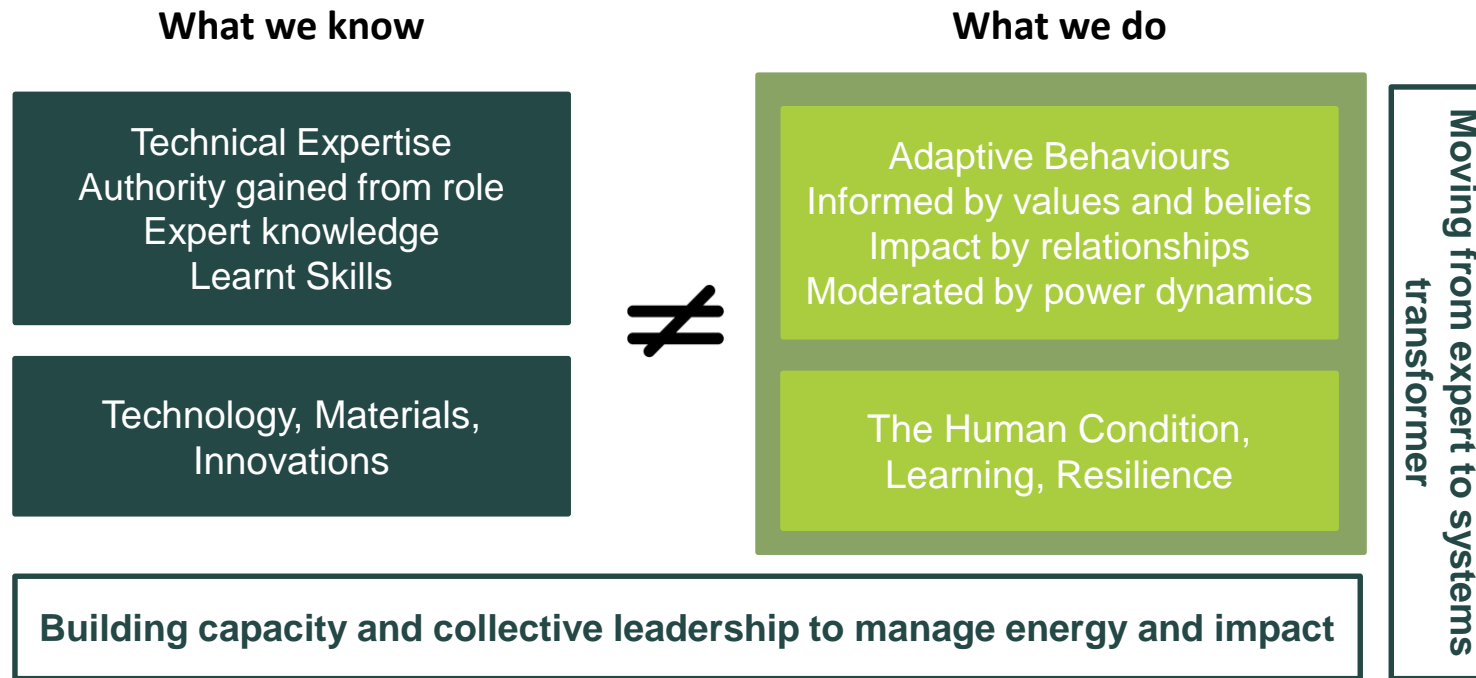 What we know
What we do
Technical Expertise
Authority gained from role
Expert knowledge
Learnt Skills
Technology, Materials,
Innovations
≠
Adaptive Behaviours
Informed by values and beliefs
Impact by relationships
Moderated by power dynamics
The Human Condition,
Learning, Resilience
Moving from expert to systems
transformer
Building capacity and collective leadership to manage energy and impact